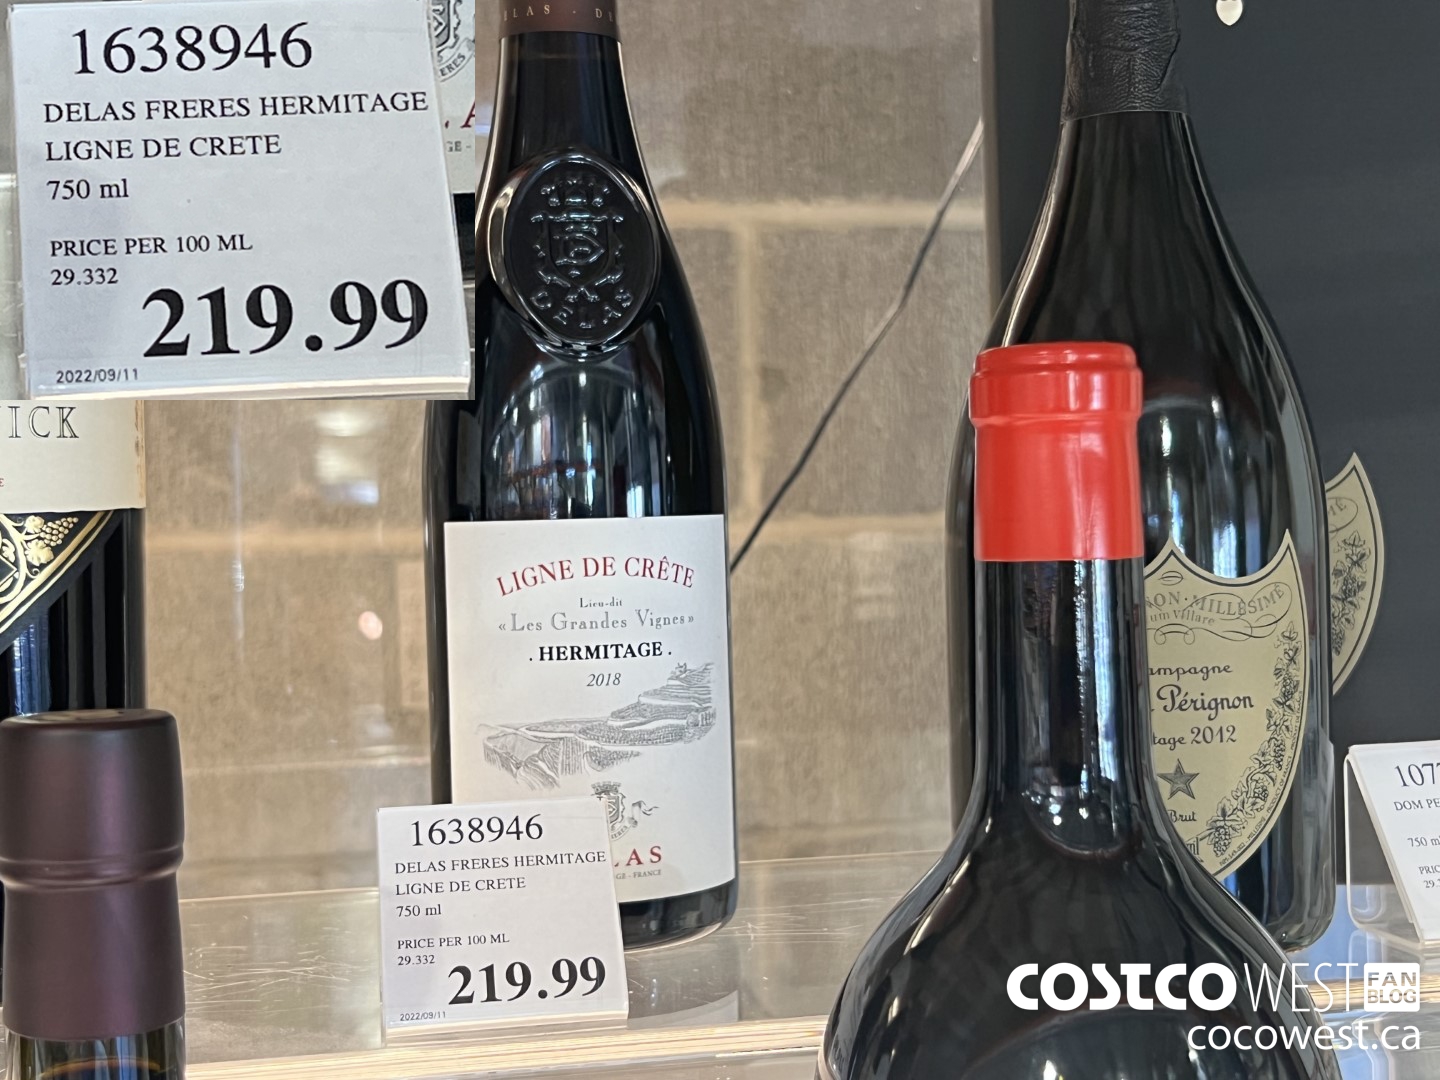 1638946
DELAS FRERES HERMITAGE
LIGNE DE CRETE
750 ml
PRICE PER 100 ML
29.332
219.99
2022/09/11
LIGNE DE CRÊTE
Lieu-dit
«Les Grandes Vignes»
. HERMITAGE .
2018
1638946
DELAS FRERES HERMITAGE
LIGNE DE CRETE
750 ml
PRICE PER 100 ML
29.332
219.99
2022/09/11
DELAS
MILLÉSIME
Pérignon
2012
Brut
COSTCO WEST FAN BLOG
cocowest.ca